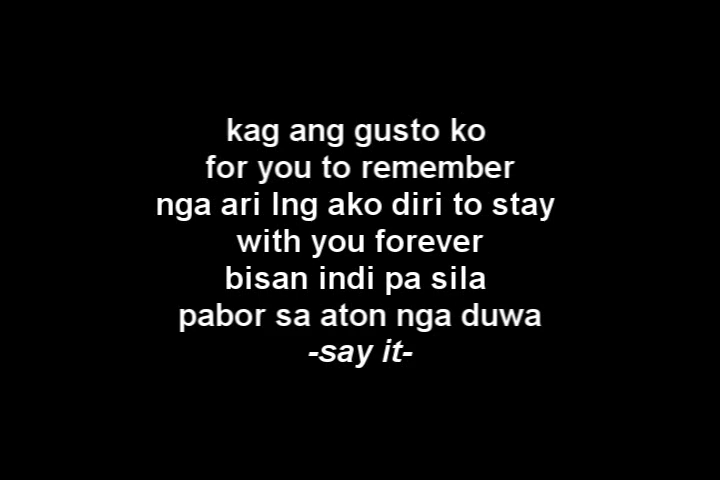 kag ang gusto ko
for you to remember
nga ari lng ako diri to stay
with you forever
bisan indi pa sila
pabor sa aton nga duwa
-say it-